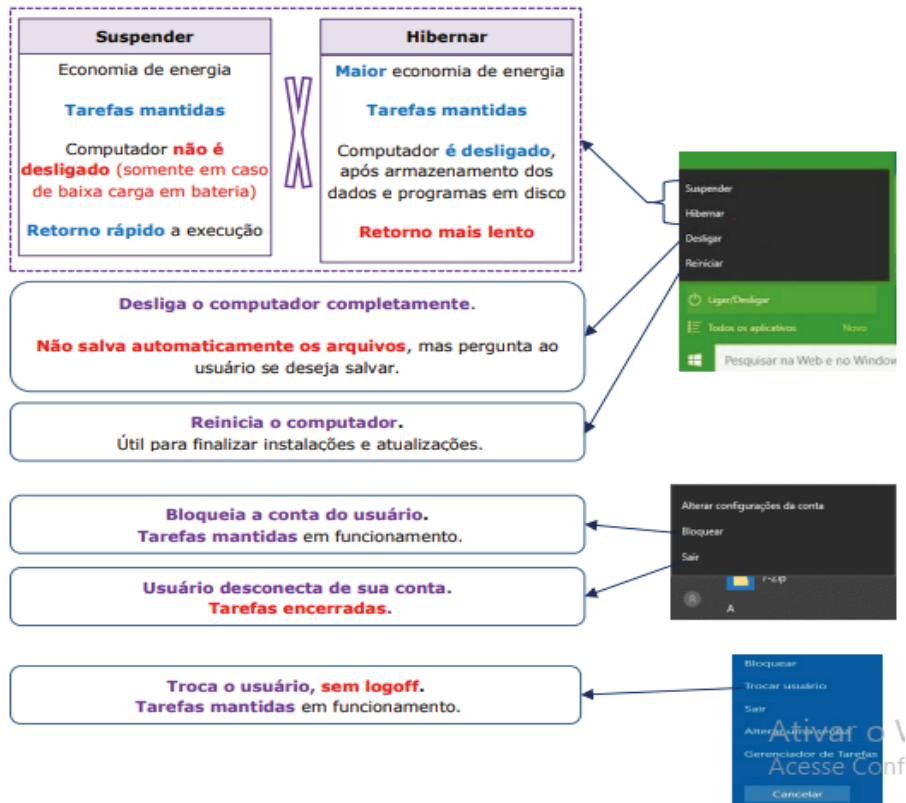 Suspender
Economia de energia
Tarefas mantidas
Computador não é
desligado (somente em caso
de baixa carga em bateria)
Retorno rápido a execução
X
Hibernar
Maior economia de energia
Tarefas mantidas
Computador é desligado,
após armazenamento dos
dados e programas em disco
Retorno mais lento
Suspender
Hibernar
Desligar
Reiniciar
Ligar/Desligar
Todos os aplicativos Novo
Pesquisar na Web e no Window
Desliga o computador completamente.
Não salva automaticamente os arquivos, mas pergunta ao
usuário se deseja salvar.
Reinicia o computador.
Útil para finalizar instalações e atualizações.
Bloqueia a conta do usuário.
Tarefas mantidas em funcionamento.
Usuário desconecta de sua conta.
Tarefas encerradas.
Alterar configurações da conta
Bloquear
Sair
7-Zip
A
Troca o usuário, sem logoff.
Tarefas mantidas em funcionamento.
Bloquear
Trocar usuário
Sair
Alterar uma senha
Gerenciador de Tarefas
Cancelar
Ativar o
Acesse Conf